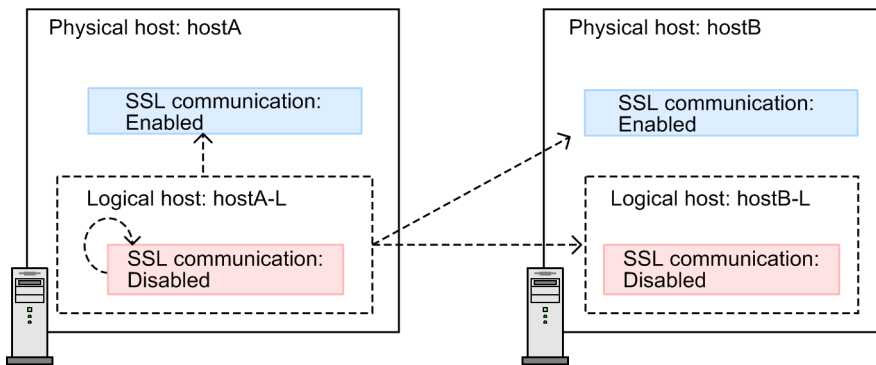 Physical host: hostA
SSL communication:
Enabled
Logical host: hostA-L
SSL communication:
Disabled
Physical host: hostB
SSL communication:
Enabled
Logical host: hostB-L
SSL communication:
Disabled